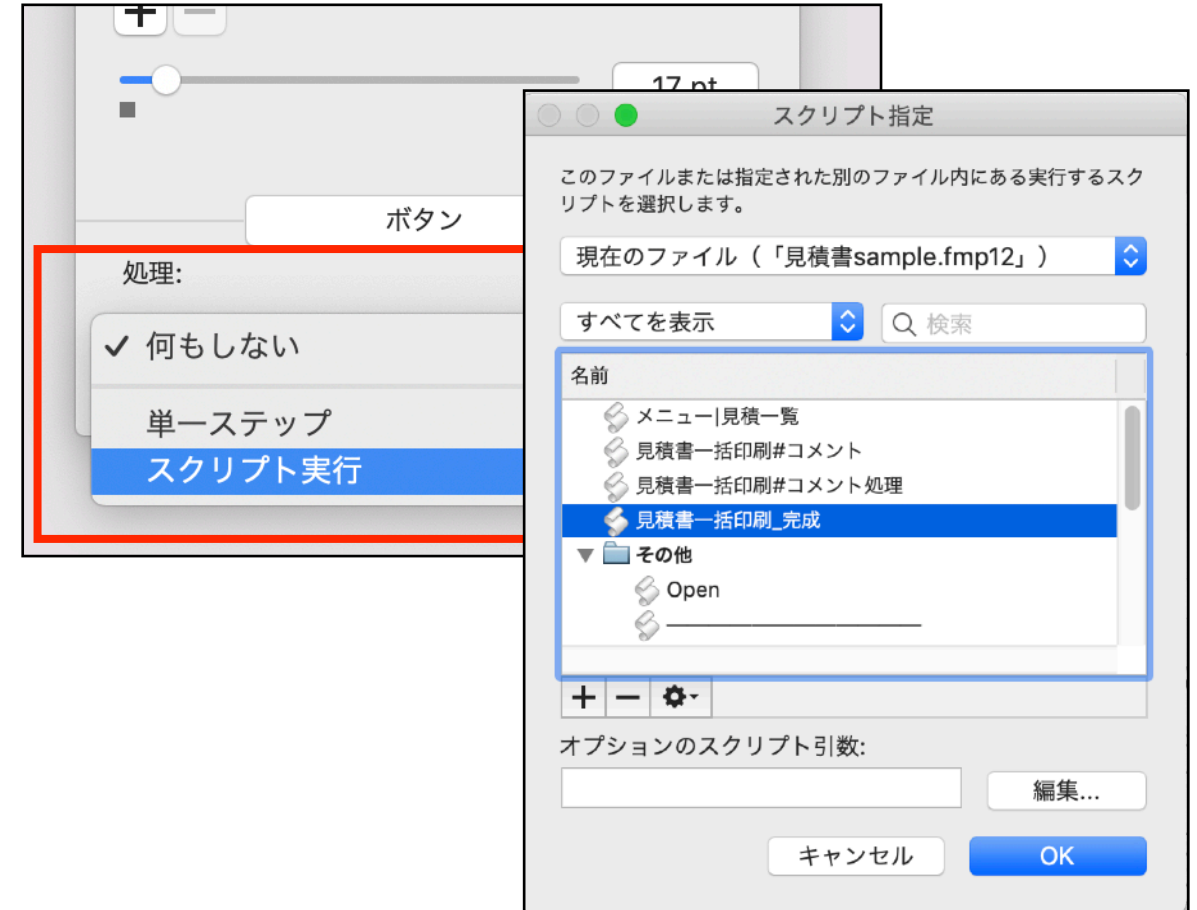 17 pt
ボタン
処理:
何もしない
単一ステップ
スクリプト実行
スクリプト指定
このファイルまたは指定された別のファイル内にある実行するスク
リプトを選択します。
現在のファイル（「見積書sample.fmp12」）
すべてを表示
検索
名前
メニュー|見積一覧
見積書一括印刷#コメント
見積書一括印刷#コメント処理
見積書一括印刷_完成
その他
Open
オプションのスクリプト引数:
編集...
キャンセル
OK